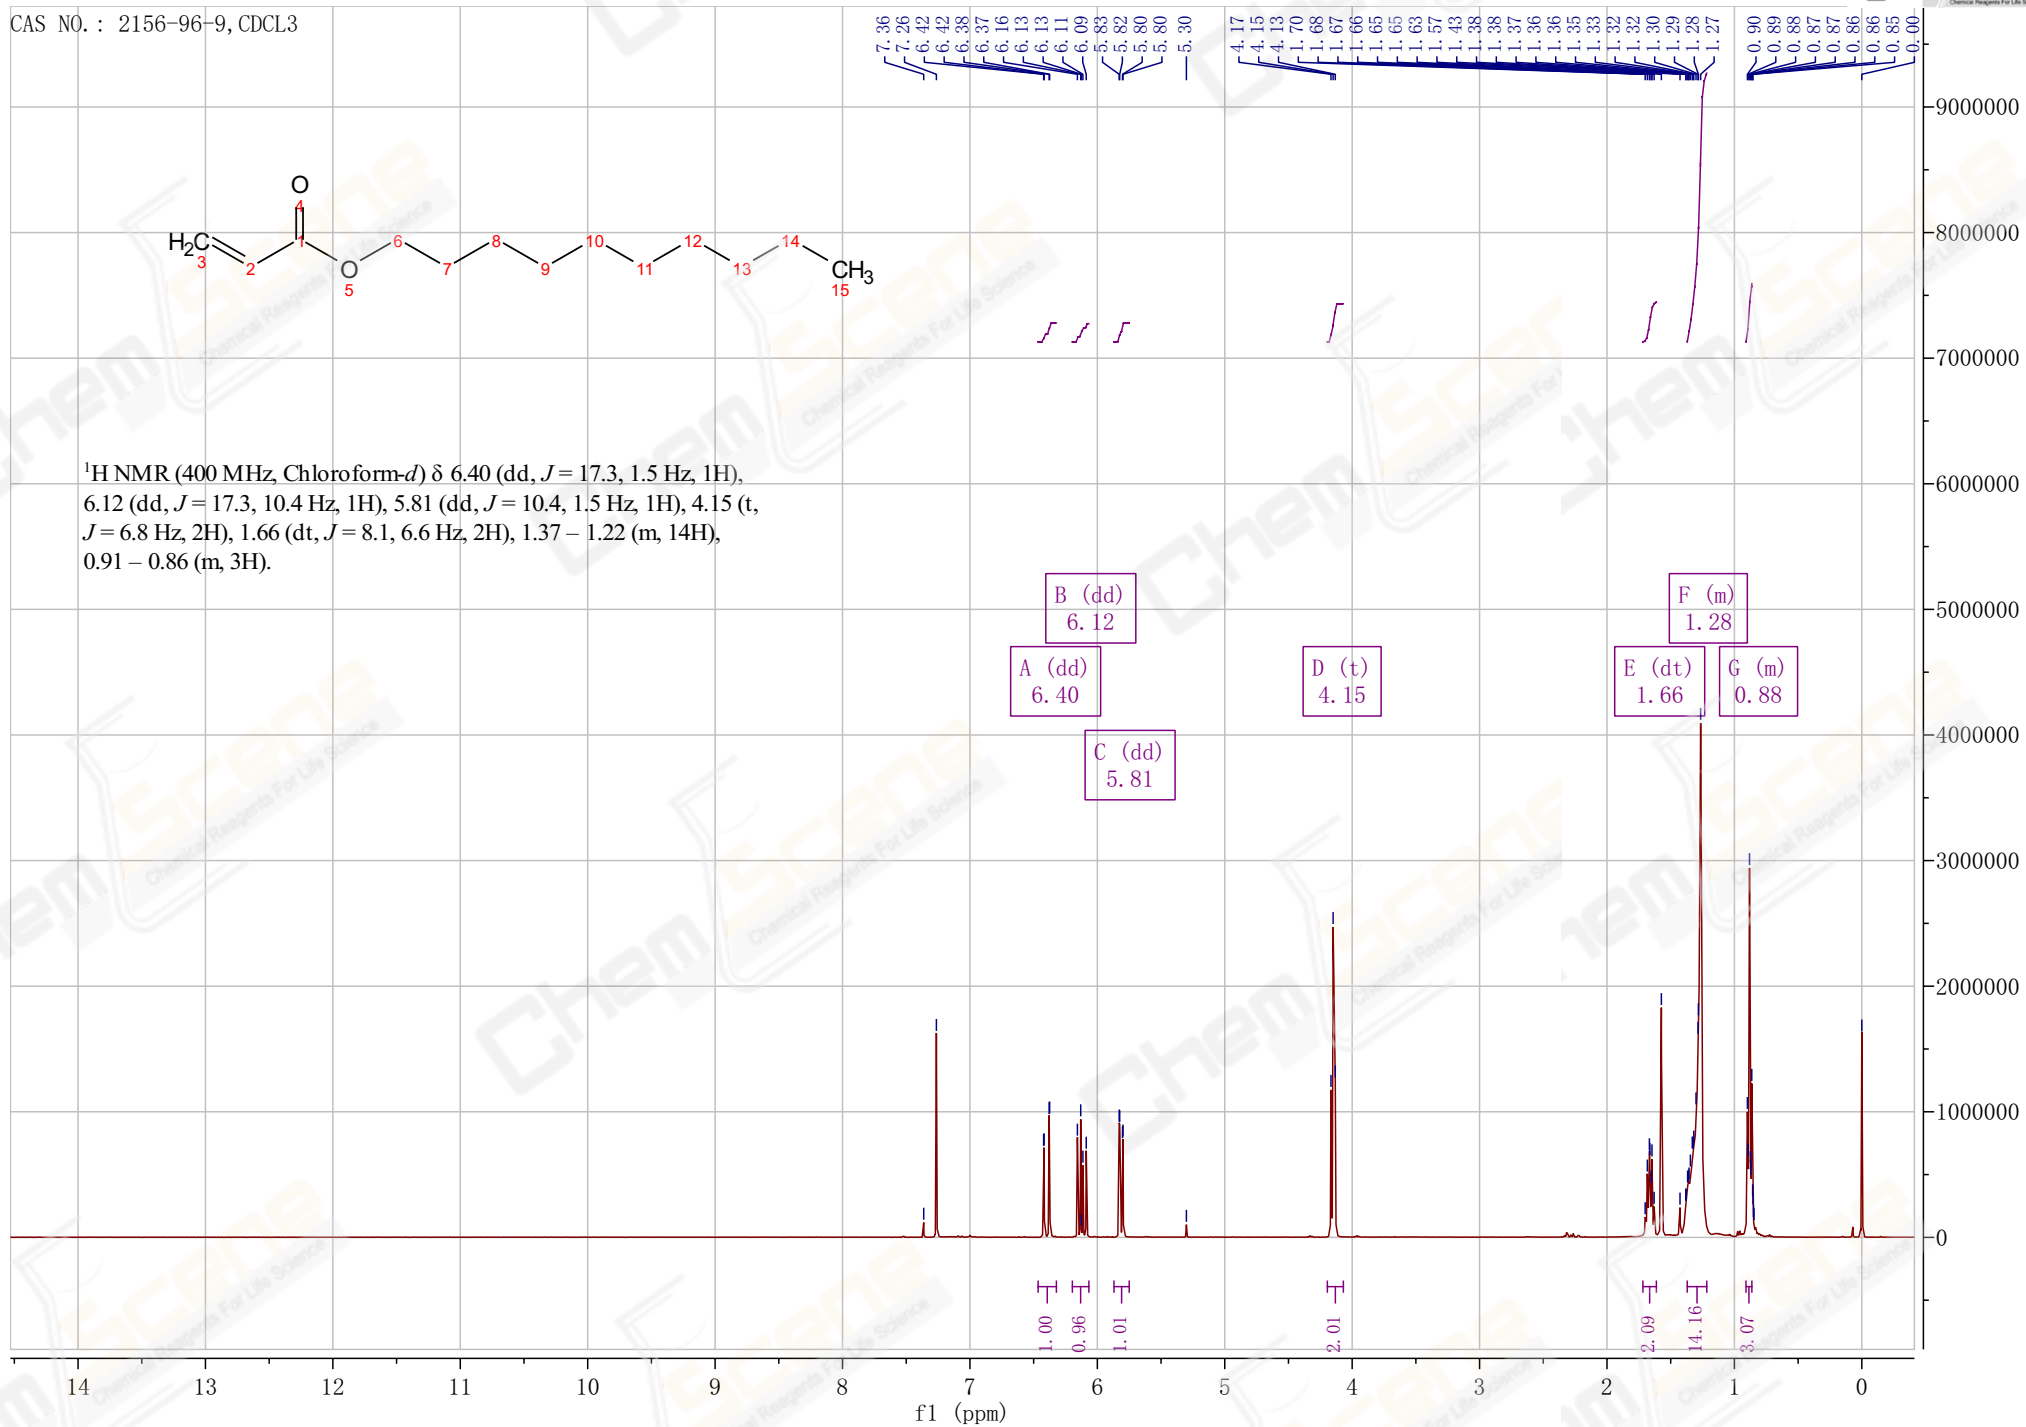 CAS NO.: 2156-96-9, CDCL3
7.36 7.26 6.42 6.42 6.38 6.37 6.16 6.13 6.13 6.11 6.09 5.83 5.82 5.80 5.80 5.30 4.17 4.15 4.13 1.70 1.68 1.67 1.66 1.65 1.65 1.63 1.57 1.43 1.38 1.38 1.37 1.36 1.36 1.35 1.33 1.32 1.32 1.30 1.29 1.28 1.27 0.90 0.89 0.88 0.87 0.87 0.86 0.86 0.85 0.00
Chemical Reagents For Life
9000000
8000000
7000000
6000000
5000000
4000000
3000000
2000000
1000000
0
O
4
H2C
3
2
1
O
5
6
7
8
9
10
11
12
13
14
CH3
15
¹H NMR (400 MHz, Chloroform-d) δ 6.40 (dd, J = 17.3, 1.5 Hz, 1H),
6.12 (dd, J = 17.3, 10.4 Hz, 1H), 5.81 (dd, J = 10.4, 1.5 Hz, 1H), 4.15 (t,
J = 6.8 Hz, 2H), 1.66 (dt, J = 8.1, 6.6 Hz, 2H), 1.37 – 1.22 (m, 14H),
0.91 – 0.86 (m, 3H).
B (dd)
6.12
A (dd)
6.40
C (dd)
5.81
D (t)
4.15
F (m)
1.28
E (dt)
1.66
G (m)
0.88
1.00 0.96 1.01 2.01 2.09 14.16 3.07
14 13 12 11 10 9 8 7 6 5 4 3 2 1 0
f1 (ppm)
ChemScene
Chemical Reagents For Life Science